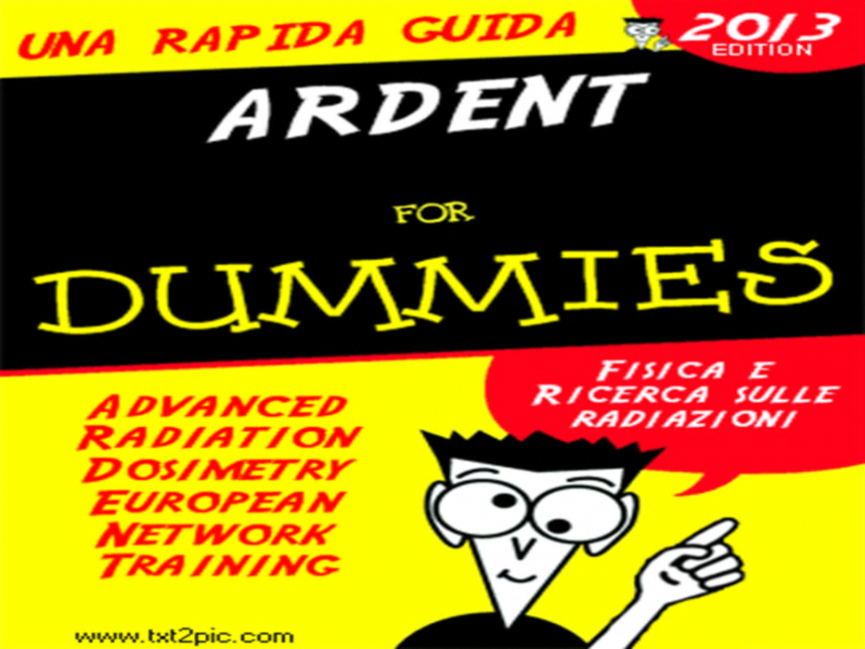 UNA RAPIDA GUIDA
2013
EDITION
ARDENT
FOR
DUMMIES
FISICA E
RICERCA SULLE
RADIAZIONI
ADVANCED
RADIATION
DOSIMETRY
EUROPEAN
NETWORK
TRAINING
www.txt2pic.com